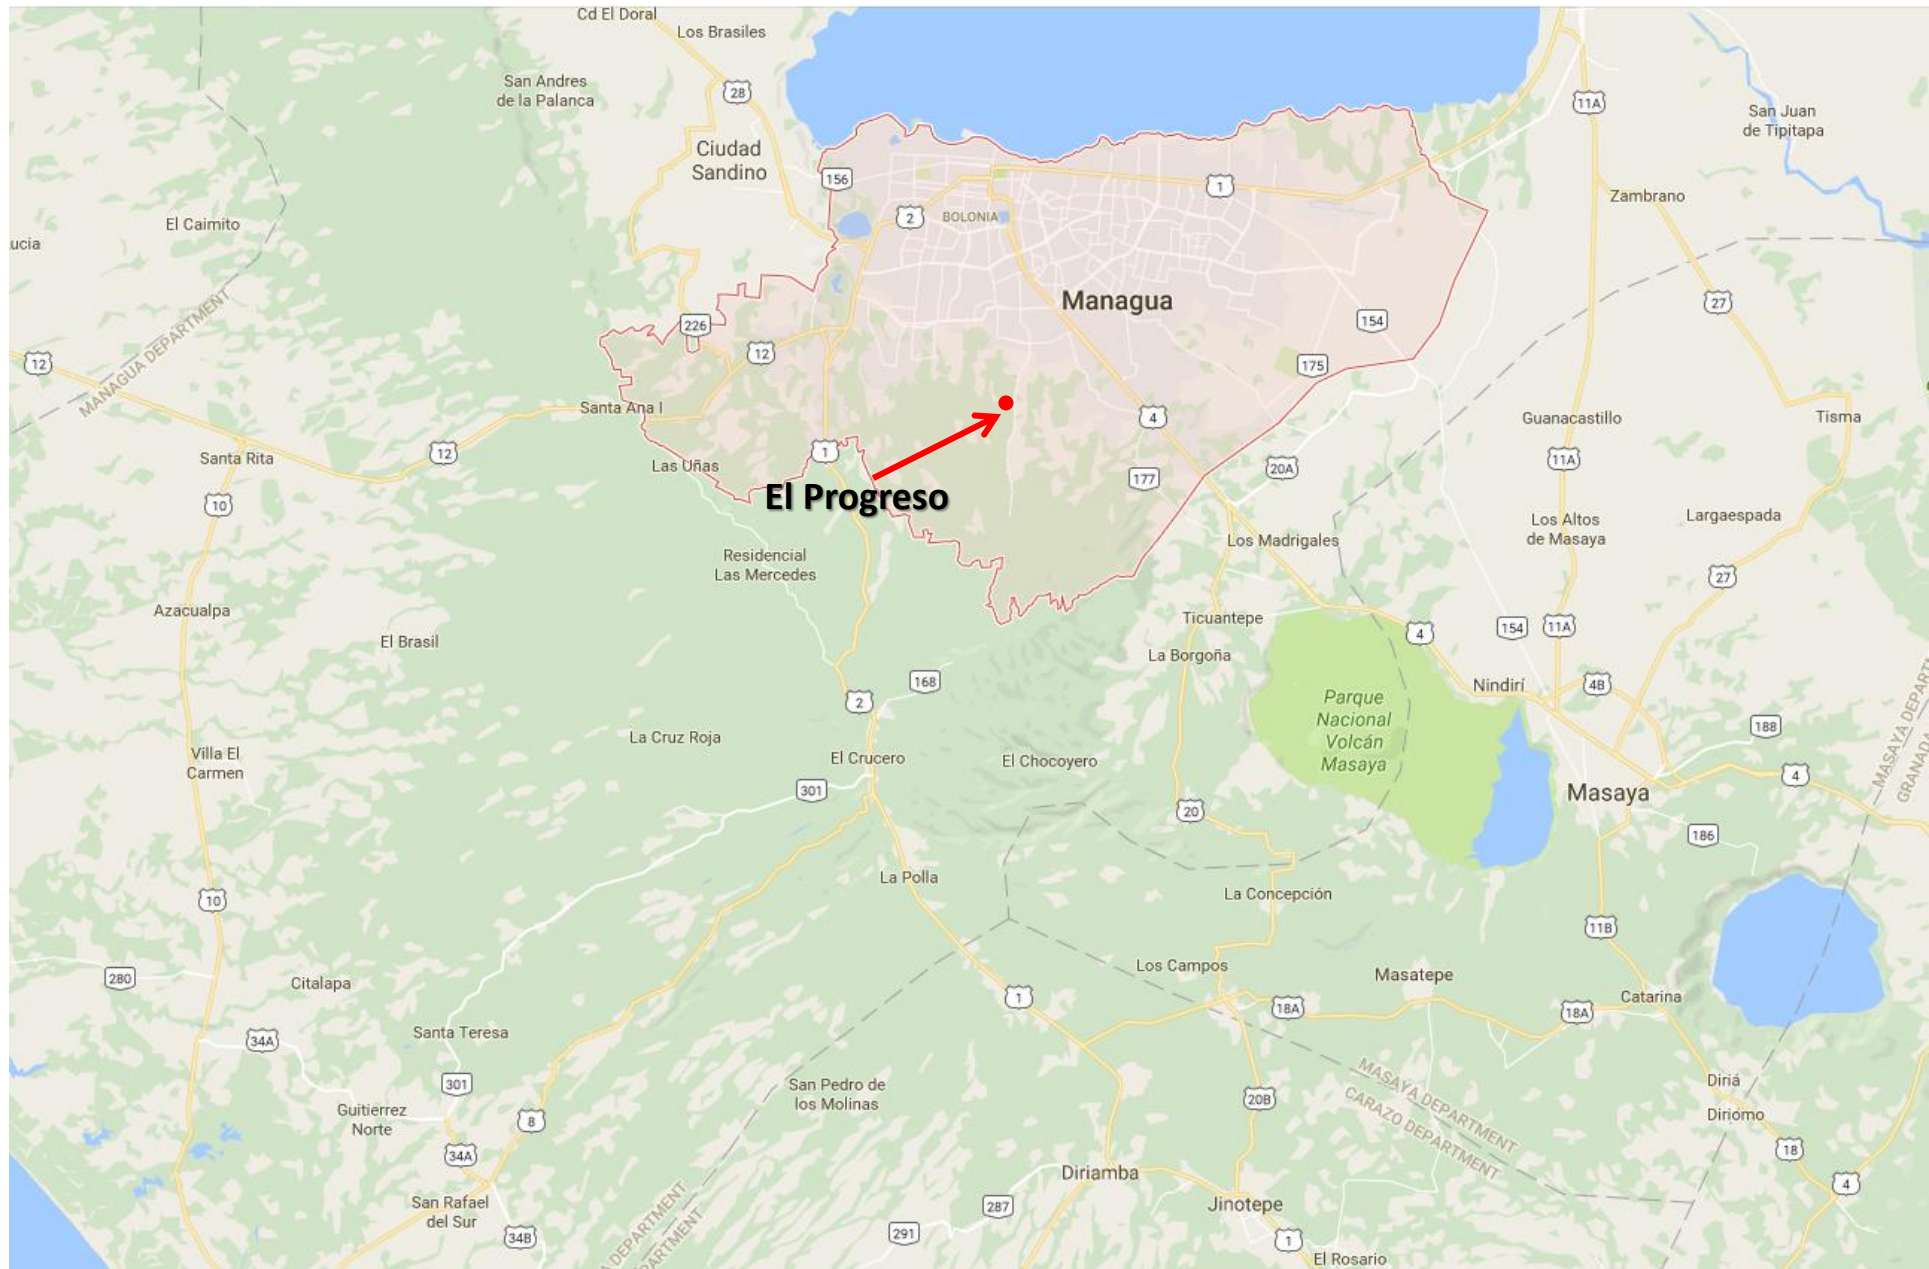 Cd El Doral
Los Brasiles
San Andres
de la Palanca
28
11A
San Juan
de Tipitapa
Ciudad
Sandino
156
1
Zambrano
El Caimito
2
BOLONIA
ucia
Managua
27
MANAGUA DEPARTMENT
226
154
12
12
175
Santa Ana I
4
Guanacastillo
Tisma
Santa Rita
12
1
Las Uñas
20A
11A
177
El Progreso
10
Los Altos
de Masaya
Largaespada
Los Madrigales
Residencial
Las Mercedes
27
Azacualpa
Ticuantepe
El Brasil
4
154
11A
La Borgoña
168
Nindirí
4B
2
Parque
Nacional
Volcán
Masaya
188
La Cruz Roja
Villa El
Carmen
El Crucero
El Chocoyero
MASAYA DEPART
GRANADA
4
301
Masaya
20
186
La Polla
La Concepción
10
11B
Los Campos
Masatepe
280
Citalapa
1
Catarina
18A
18A
Santa Teresa
34A
301
San Pedro de
los Molinas
MASAYA DEPARTMENT
CARAZO DEPARTMENT
Diriá
20B
Guitierrez
Norte
8
Diriomo
34A
18
Diriamba
4
San Rafael
del Sur
287
Jinotepe
A DEPARTMENT
PARTMENT
34B
291
1
El Rosario